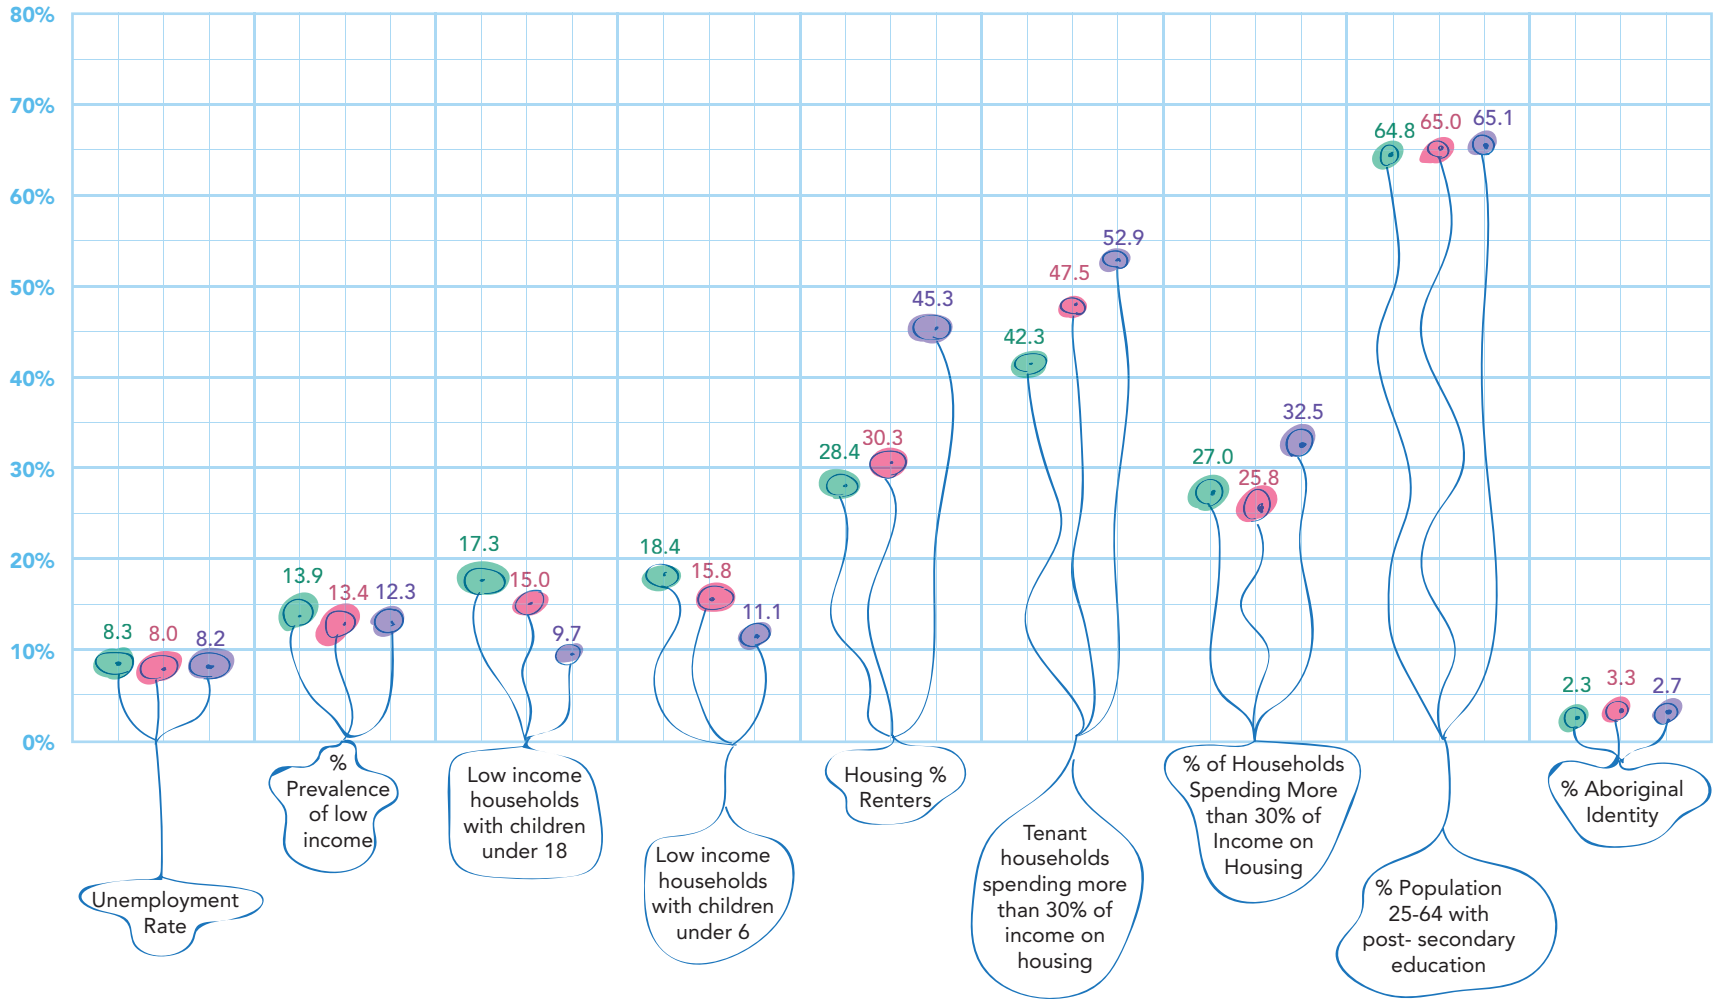 80%
70%
60%
50%
40%
30%
20%
10%
0%
8.3 8.0 8.2
13.9 13.4 12.3
17.3 15.0 9.7
18.4 15.8 11.1
28.4 30.3 45.3
42.3 47.5 52.9
27.0 25.8 32.5
64.8 65.0 65.1
2.3 3.3 2.7
Unemployment
Rate
%
Prevalence
of low
income
Low income
households
with children
under 18
Low income
households
with children
under 6
Housing %
Renters
Tenant
households
spending more
than 30% of
income on
housing
% of Households
Spending More
than 30% of
Income on
Housing
% Population
25-64 with
post- secondary
education
% Aboriginal
Identity